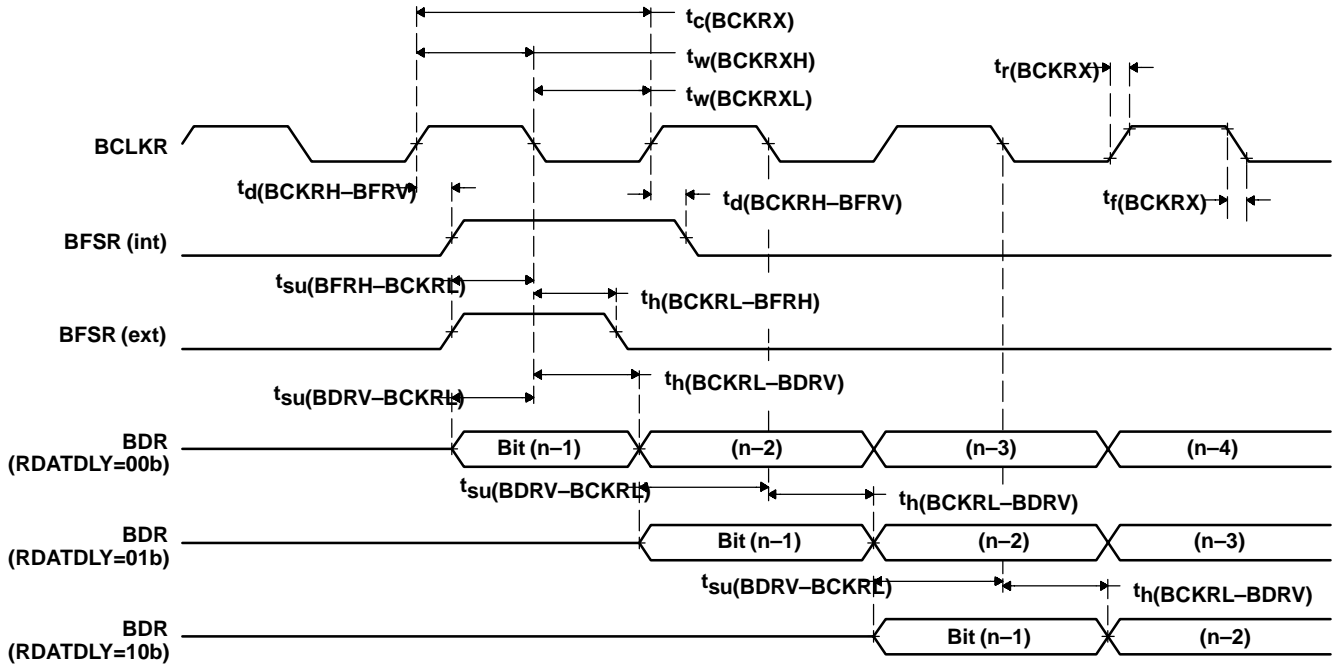 tc(BCKRX)
tw(BCKRXH)
tr(BCKRX)
tw(BCKRXL)
BCLKR
td(BCKRH–BFRV)
td(BCKRH–BFRV)
tf(BCKRX)
BFSR (int)
tsu(BFRH–BCKRL)
th(BCKRL–BFRH)
BFSR (ext)
th(BCKRL–BDRV)
tsu(BDRV–BCKRL)
BDR
(RDATDLY=00b)
Bit (n–1)
(n–2)
(n–3)
(n–4)
tsu(BDRV–BCKRL)
th(BCKRL–BDRV)
BDR
(RDATDLY=01b)
Bit (n–1)
(n–2)
(n–3)
tsu(BDRV–BCKRL)
th(BCKRL–BDRV)
BDR
(RDATDLY=10b)
Bit (n–1)
(n–2)